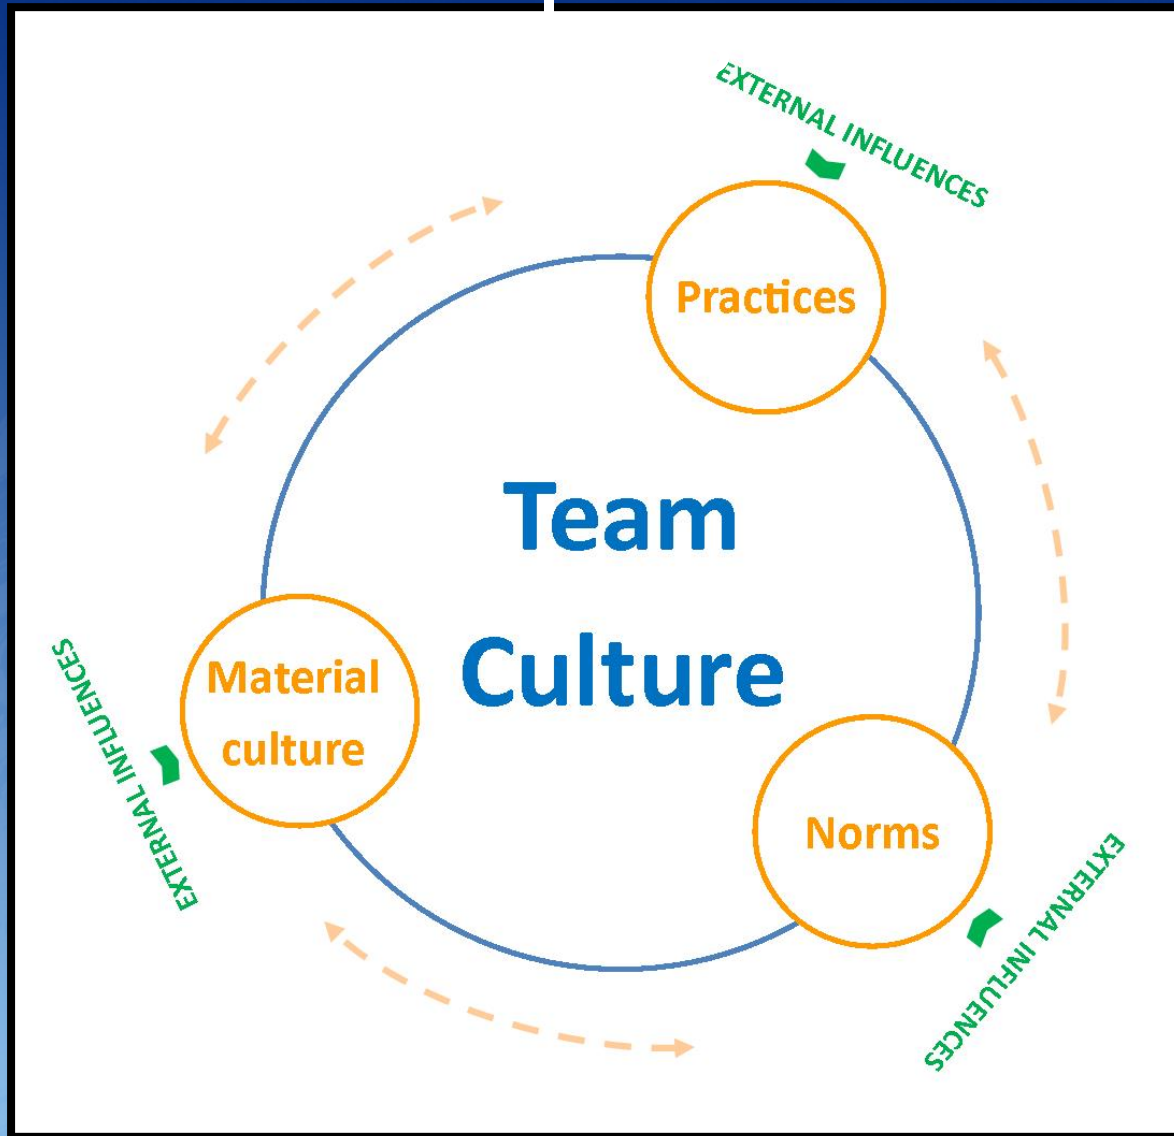 EXTERNAL INFLUENCES
Practices
Team
Culture
Material
culture
EXTERNAL INFLUENCES
Norms
EXTERNAL INFLUENCES